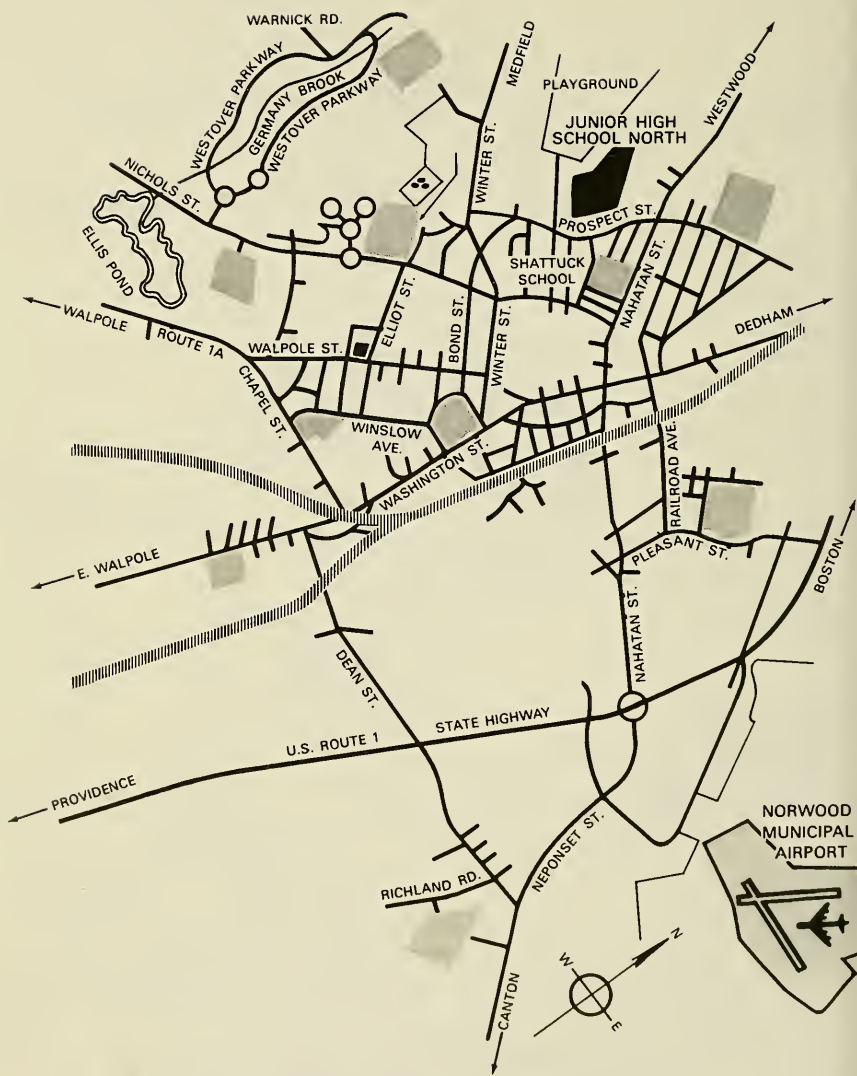 WARNICK RD.
WESTOVER PARKWAY
GERMANY BROOK
WESTOVER PARKWAY
MEDFIELD
PLAYGROUND
WESTWOOD
JUNIOR HIGH
SCHOOL NORTH
NICHOLS ST.
WINTER ST.
PROSPECT ST.
ELLIS POND
SHATTUCK
SCHOOL
NAHATAN ST.
WALPOLE
ROUTE 1A
WALPOLE ST.
ELLIOT ST.
BOND ST.
WINTER ST.
DEDHAM
CHAPEL ST.
WINSLOW
AVE.
WASHINGTON ST.
RAILROAD AVE.
E. WALPOLE
PLEASANT ST.
BOSTON
NAHATAN ST.
DEAN ST.
STATE HIGHWAY
U.S. ROUTE 1
PROVIDENCE
NORWOOD
MUNICIPAL
AIRPORT
NEPONSET ST.
RICHLAND RD.
CANTON
N
W
E